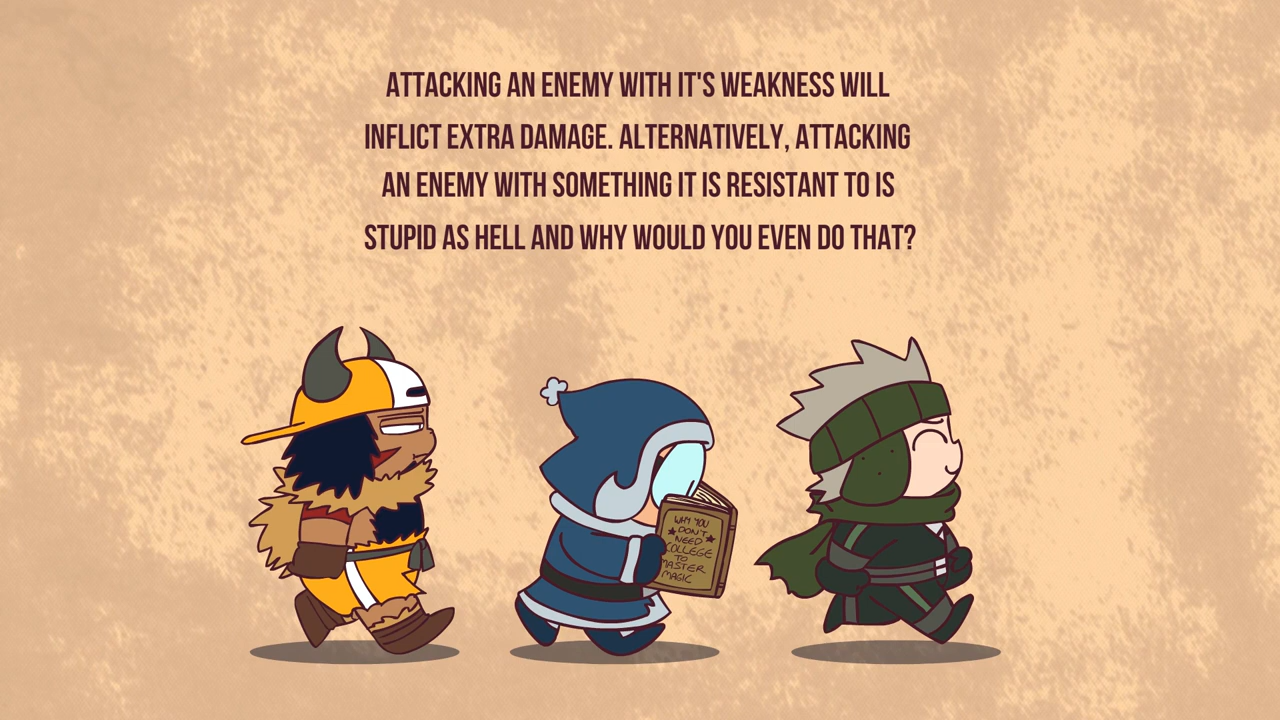 ATTACKING AN ENEMY WITH IT'S WEAKNESS WILL
INFLICT EXTRA DAMAGE. ALTERNATIVELY, ATTACKING
AN ENEMY WITH SOMETHING IT IS RESISTANT TO IS
STUPID AS HELL AND WHY WOULD YOU EVEN DO THAT?
WHY YOU
DON'T
NEED
COLLEGE
TO
MASTER
MAGIC